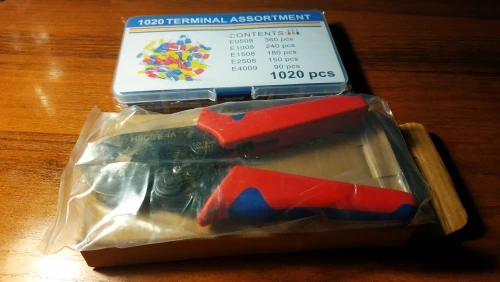 1020 TERMINAL ASSORTMENT
CONTENTS
E0508 360 pcs
E1008 240 pcs
E1508 180 pcs
E2508 150 pcs
E4009 90 pcs
1020 pcs